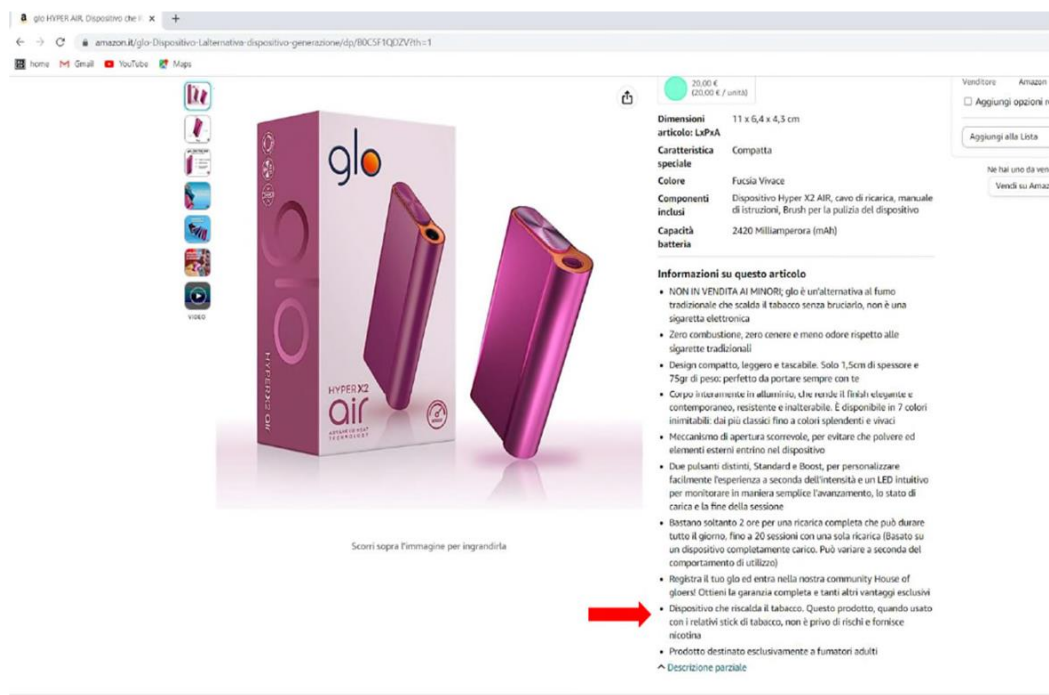 glo HYPER AIR, Dispositivo che r
amazon.it/glo-Dispositivo-Lalternativa-dispositivo-generazione/dp/B0C5F1QDZV?th=1
home Gmail YouTube Maps
20,00 €
(20,00 € / unità)
Dimensioni articolo: LxPxA 11 x 6,4 x 4,3 cm
Caratteristica speciale Compatta
Colore Fucsia Vivace
Componenti inclusi Dispositivo Hyper X2 AIR, cavo di ricarica, manuale
di istruzioni, Brush per la pulizia del dispositivo
Capacità batteria 2420 Milliamperora (mAh)
Informazioni su questo articolo
• NON IN VENDITA AI MINORI; glo è un'alternativa al fumo
tradizionale che scalda il tabacco senza bruciarlo, non è una
sigaretta elettronica
• Zero combustione, zero cenere e meno odore rispetto alle
sigarette tradizionali
• Design compatto, leggero e tascabile. Solo 1,5cm di spessore e
75gr di peso: perfetto da portare sempre con te
• Corpo interamente in alluminio, che rende il finish elegante e
contemporaneo, resistente e inalterabile. È disponibile in 7 colori
inimitabili: dai più classici fino a colori splendenti e vivaci
• Meccanismo di apertura scorrevole, per evitare che polvere ed
elementi esterni entrino nel dispositivo
• Due pulsanti distinti, Standard e Boost, per personalizzare
facilmente l'esperienza a seconda dell'intensità e un LED intuitivo
per monitorare in maniera semplice l'avanzamento, lo stato di
carica e la fine della sessione
• Bastano soltanto 2 ore per una ricarica completa che può durare
tutto il giorno, fino a 20 sessioni con una sola ricarica (Basato su
un dispositivo completamente carico. Può variare a seconda del
comportamento di utilizzo)
• Registra il tuo glo ed entra nella nostra community House of
gloers! Ottieni la garanzia completa e tanti altri vantaggi esclusivi
• Dispositivo che riscalda il tabacco. Questo prodotto, quando usato
con i relativi stick di tabacco, non è privo di rischi e fornisce
nicotina
• Prodotto destinato esclusivamente a fumatori adulti
Descrizione parziale
Venditore Amazon
Aggiungi opzioni r
Aggiungi alla Lista
Ne hai uno da ven
Vendi su Amaz
VIDEO
glo
glo
HYPER X2 air
HYPER X2
air
ADVANCED HEAT
TECHNOLOGY
Scorri sopra l'immagine per ingrandirla